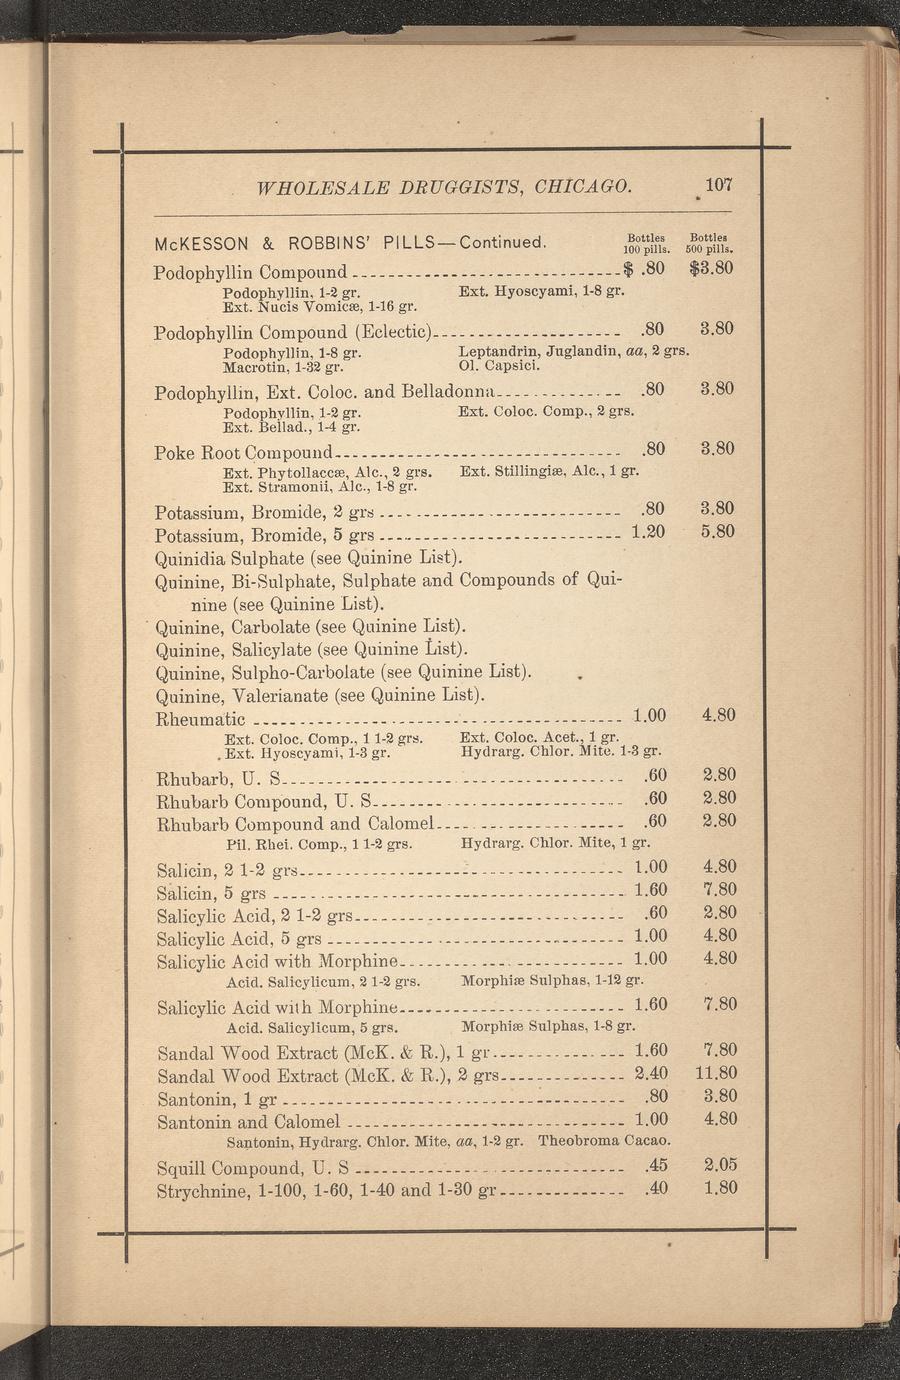 WHOLESALE DRUGGISTS, CHICAGO. 107
McKESSON & ROBBINS' PILLS—Continued. Bottles 100 pills. Bottles 500 pills.
Podophyllin Compound $ .80 $3.80
Podophyllin, 1-2 gr. Ext. Hyoscyami, 1-8 gr.
Ext. Nucis Vomicæ, 1-16 gr.
Podophyllin Compound (Eclectic) .80 3.80
Podophyllin, 1-8 gr. Leptandrin, Juglandin, aa, 2 grs.
Macrotin, 1-32 gr. Ol. Capsici.
Podophyllin, Ext. Coloc. and Belladonna .80 3.80
Podophyllin, 1-2 gr. Ext. Coloc. Comp., 2 grs.
Ext. Bellad., 1-4 gr.
Poke Root Compound .80 3.80
Ext. Phytollaccæ, Alc., 2 grs. Ext. Stillingiæ, Alc., 1 gr.
Ext. Stramonii, Alc., 1-8 gr.
Potassium, Bromide, 2 grs .80 3.80
Potassium, Bromide, 5 grs 1.20 5.80
Quinidia Sulphate (see Quinine List).
Quinine, Bi-Sulphate, Sulphate and Compounds of Qui-
nine (see Quinine List).
Quinine, Carbolate (see Quinine List).
Quinine, Salicylate (see Quinine List).
Quinine, Sulpho-Carbolate (see Quinine List).
Quinine, Valerianate (see Quinine List).
Rheumatic 1.00 4.80
Ext. Coloc. Comp., 1 1-2 grs. Ext. Coloc. Acet., 1 gr.
Ext. Hyoscyami, 1-3 gr. Hydrarg. Chlor. Mite. 1-3 gr.
Rhubarb, U. S. .60 2.80
Rhubarb Compound, U. S. .60 2.80
Rhubarb Compound and Calomel .60 2.80
Pil. Rhei. Comp., 1 1-2 grs. Hydrarg. Chlor. Mite, 1 gr.
Salicin, 2 1-2 grs 1.00 4.80
Salicin, 5 grs 1.60 7.80
Salicylic Acid, 2 1-2 grs .60 2.80
Salicylic Acid, 5 grs 1.00 4.80
Salicylic Acid with Morphine 1.00 4.80
Acid. Salicylicum, 2 1-2 grs. Morphiæ Sulphas, 1-12 gr.
Salicylic Acid with Morphine 1.60 7.80
Acid. Salicylicum, 5 grs. Morphiæ Sulphas, 1-8 gr.
Sandal Wood Extract (McK. & R.), 1 gr 1.60 7.80
Sandal Wood Extract (McK. & R.), 2 grs 2.40 11.80
Santonin, 1 gr .80 3.80
Santonin and Calomel 1.00 4.80
Santonin, Hydrarg. Chlor. Mite, aa, 1-2 gr. Theobroma Cacao.
Squill Compound, U. S .45 2.05
Strychnine, 1-100, 1-60, 1-40 and 1-30 gr .40 1.80